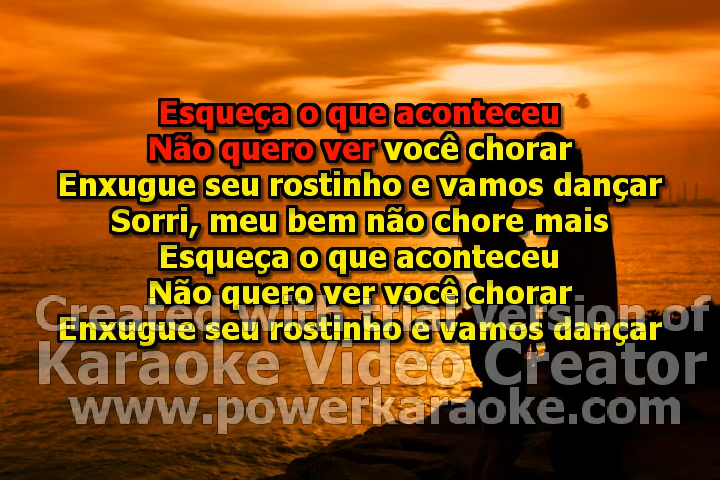 Esqueça o que aconteceu
Não quero ver você chorar
Enxugue seu rostinho e vamos dançar
Sorri, meu bem não chore mais
Esqueça o que aconteceu
Não quero ver você chorar
Created with trial version of
Enxugue seu rostinho e vamos dançar
Karaoke Video Creator
www.powerkaraoke.com